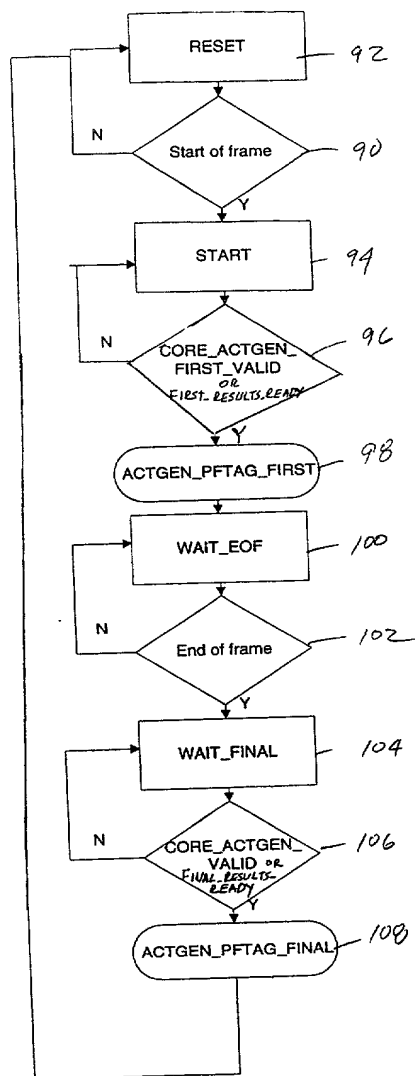 RESET
92
N
Start of frame
90
Y
START
94
N
CORE_ACTGEN_
FIRST_VALID
OR
FIRST_RESULTS_READY
96
Y
ACTGEN_PFTAG_FIRST
98
WAIT_EOF
100
N
End of frame
102
Y
WAIT_FINAL
104
N
CORE_ACTGEN_
VALID OR
FINAL_RESULTS_
READY
106
Y
ACTGEN_PFTAG_FINAL
108